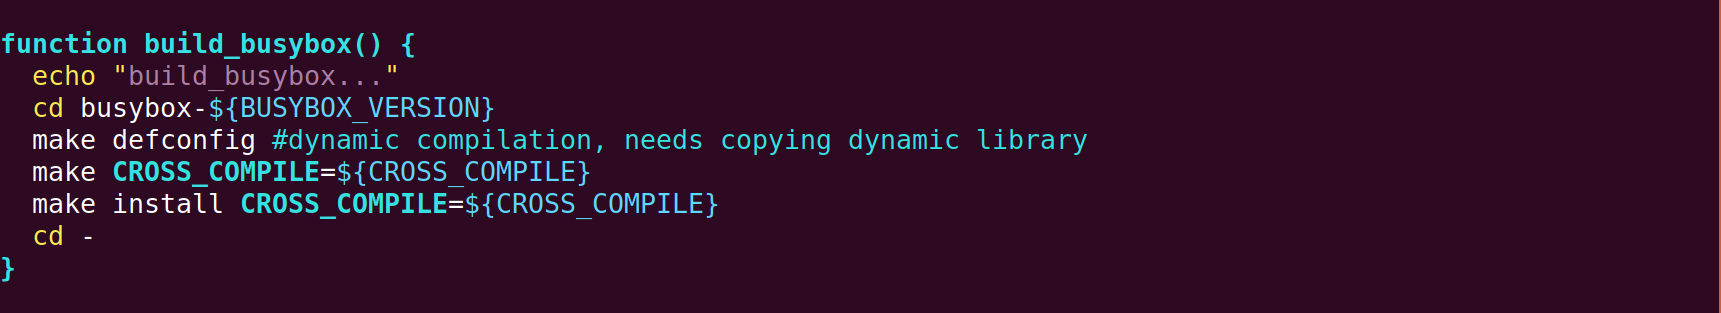 function build_busybox() {
  echo "build_busybox..."
  cd busybox-${BUSYBOX_VERSION}
  make defconfig #dynamic compilation, needs copying dynamic library
  make CROSS_COMPILE=${CROSS_COMPILE}
  make install CROSS_COMPILE=${CROSS_COMPILE}
  cd -
}